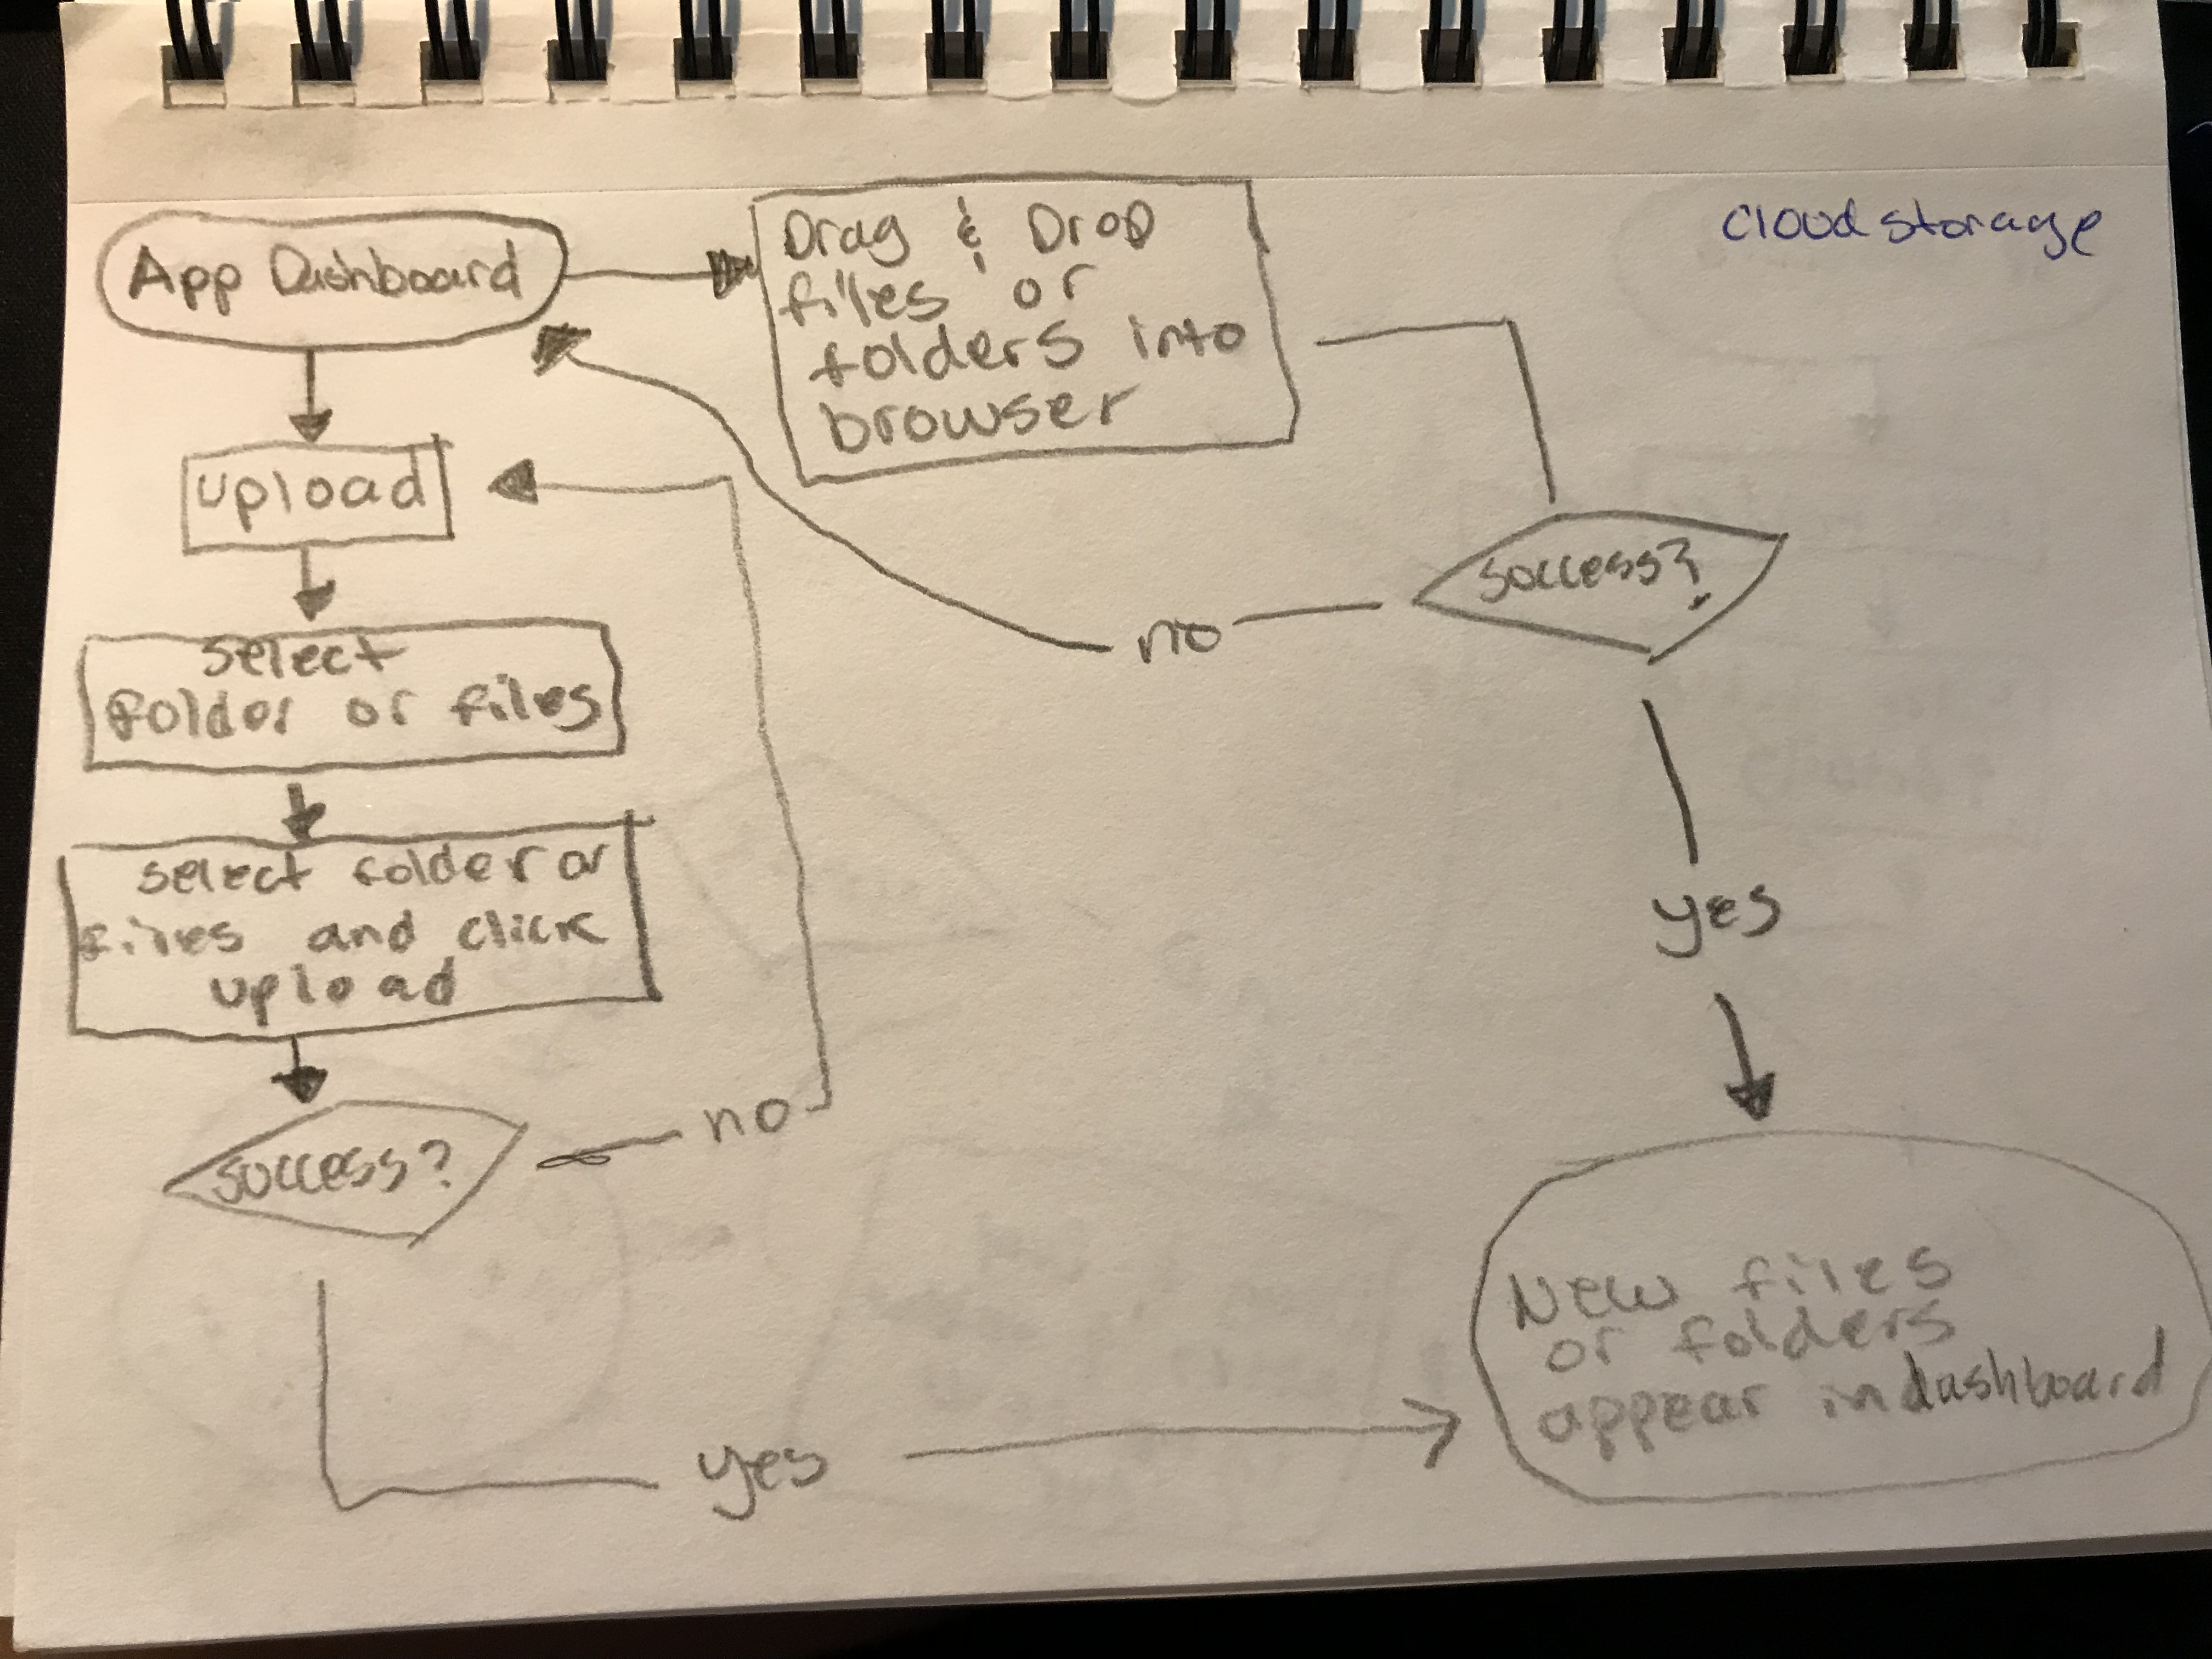 cloud storage
App Dashboard
Drag & Drop
files or
folders into
browser
upload
success?
no
select
folder or files
yes
select folder or
files and click
upload
no
success?
New files
or folders
appear in dashboard
yes